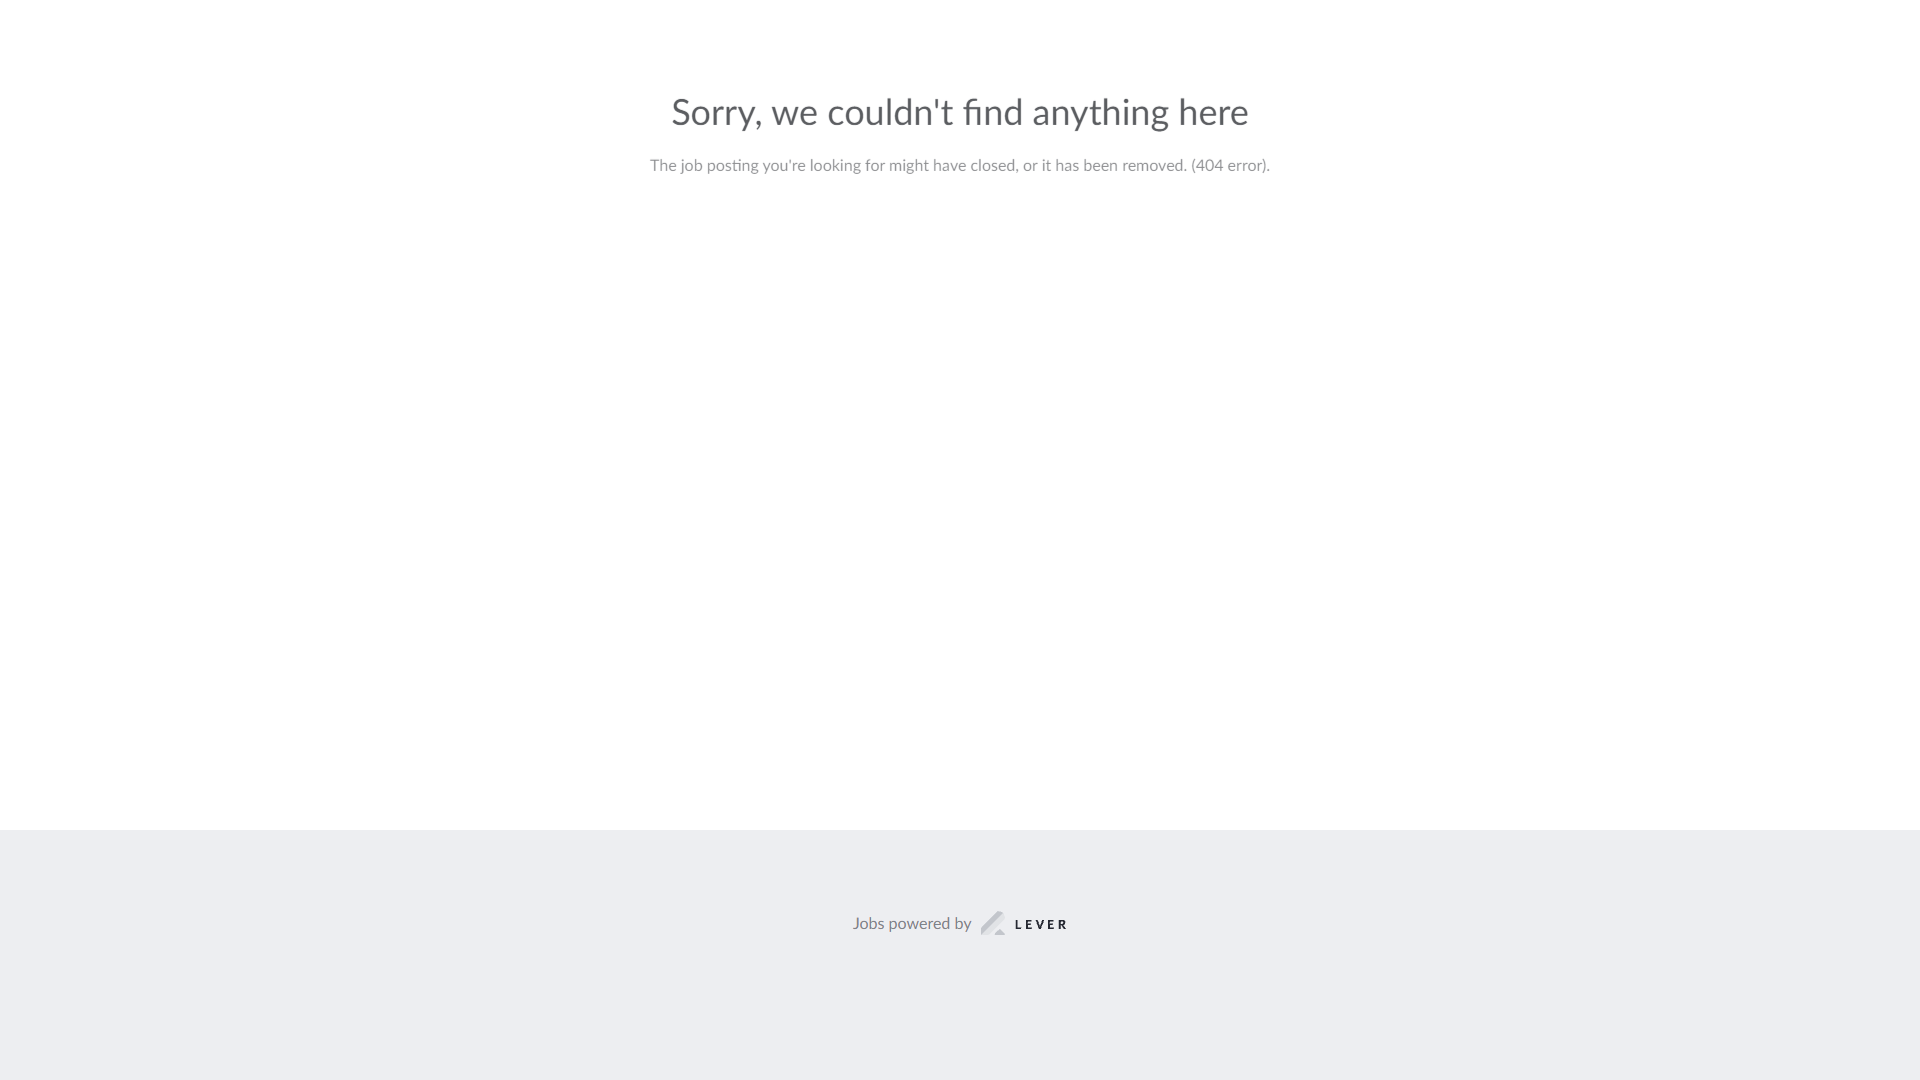 Sorry, we couldn't find anything here
The job posting you're looking for might have closed, or it has been removed. (404 error).
Jobs powered by LEVER